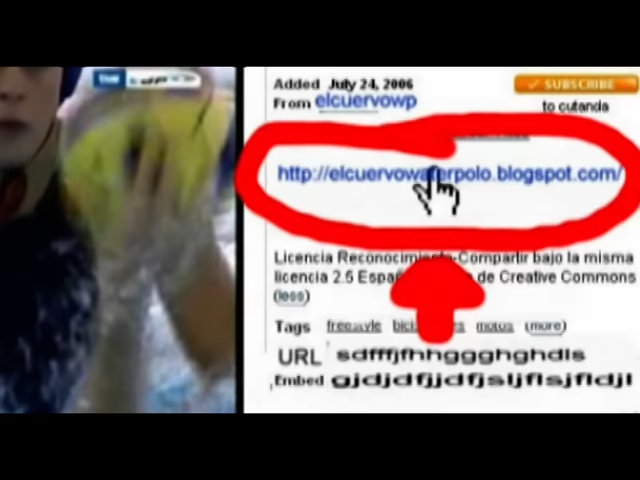 Added July 24, 2006
SUBSCRIBE
From elcuervowp
to cutanda
http://elcuervowaterpolo.blogspot.com/
Licencia Reconocimiento-Compartir bajo la misma
licencia 2.5 de Creative Commons
(less)
Tags freestyle motos (more)
URL sdfffjfhhggghghdls
Embed gjdjdfjjdfjsljflsjfldjl